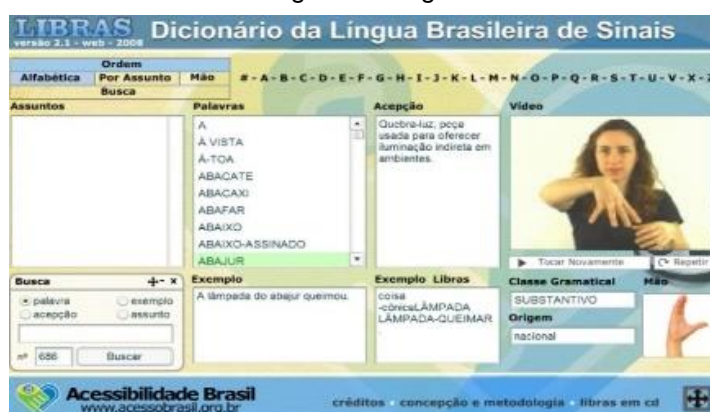 LIBRAS Dicionário da Língua Brasileira de Sinais
versão 2.1 - web - 2008
Ordem
Alfabética Por Assunto Mão
Busca
# - A - B - C - D - E - F - G - H - I - J - K - L - M - N - O - P - Q - R - S - T - U - V - X - Z
Assuntos
Palavras
A
À VISTA
À-TOA
ABACATE
ABACAXI
ABAFAR
ABAIXO
ABAIXO-ASSINADO
ABAJUR
Acepção
Quebra-luz; peça
usada para oferecer
iluminação indireta em
ambientes.
Vídeo
Tocar Novamente Repetir
Busca
palavra exemplo
acepção assunto
nº 686 Buscar
Exemplo
A lâmpada do abajur queimou.
Exemplo Libras
coisa
-cônicaLÂMPADA
LÂMPADA-QUEIMAR
Classe Gramatical
SUBSTANTIVO
Origem
nacional
Mão
Acessibilidade Brasil
www.acessobrasil.org.br
créditos - concepção e metodologia - libras em cd